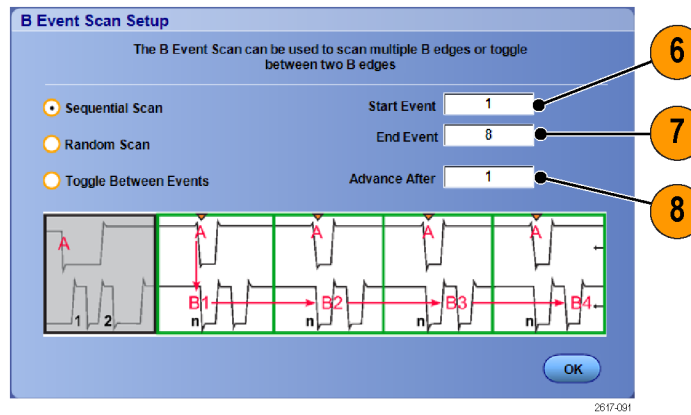 B Event Scan Setup
The B Event Scan can be used to scan multiple B edges or toggle
between two B edges
6
Sequential Scan
Start Event 1
End Event 8
7
Random Scan
Toggle Between Events
Advance After 1
8
A A A A A
B1 B2 B3 B4
1 2 n n n n
OK
2617-091